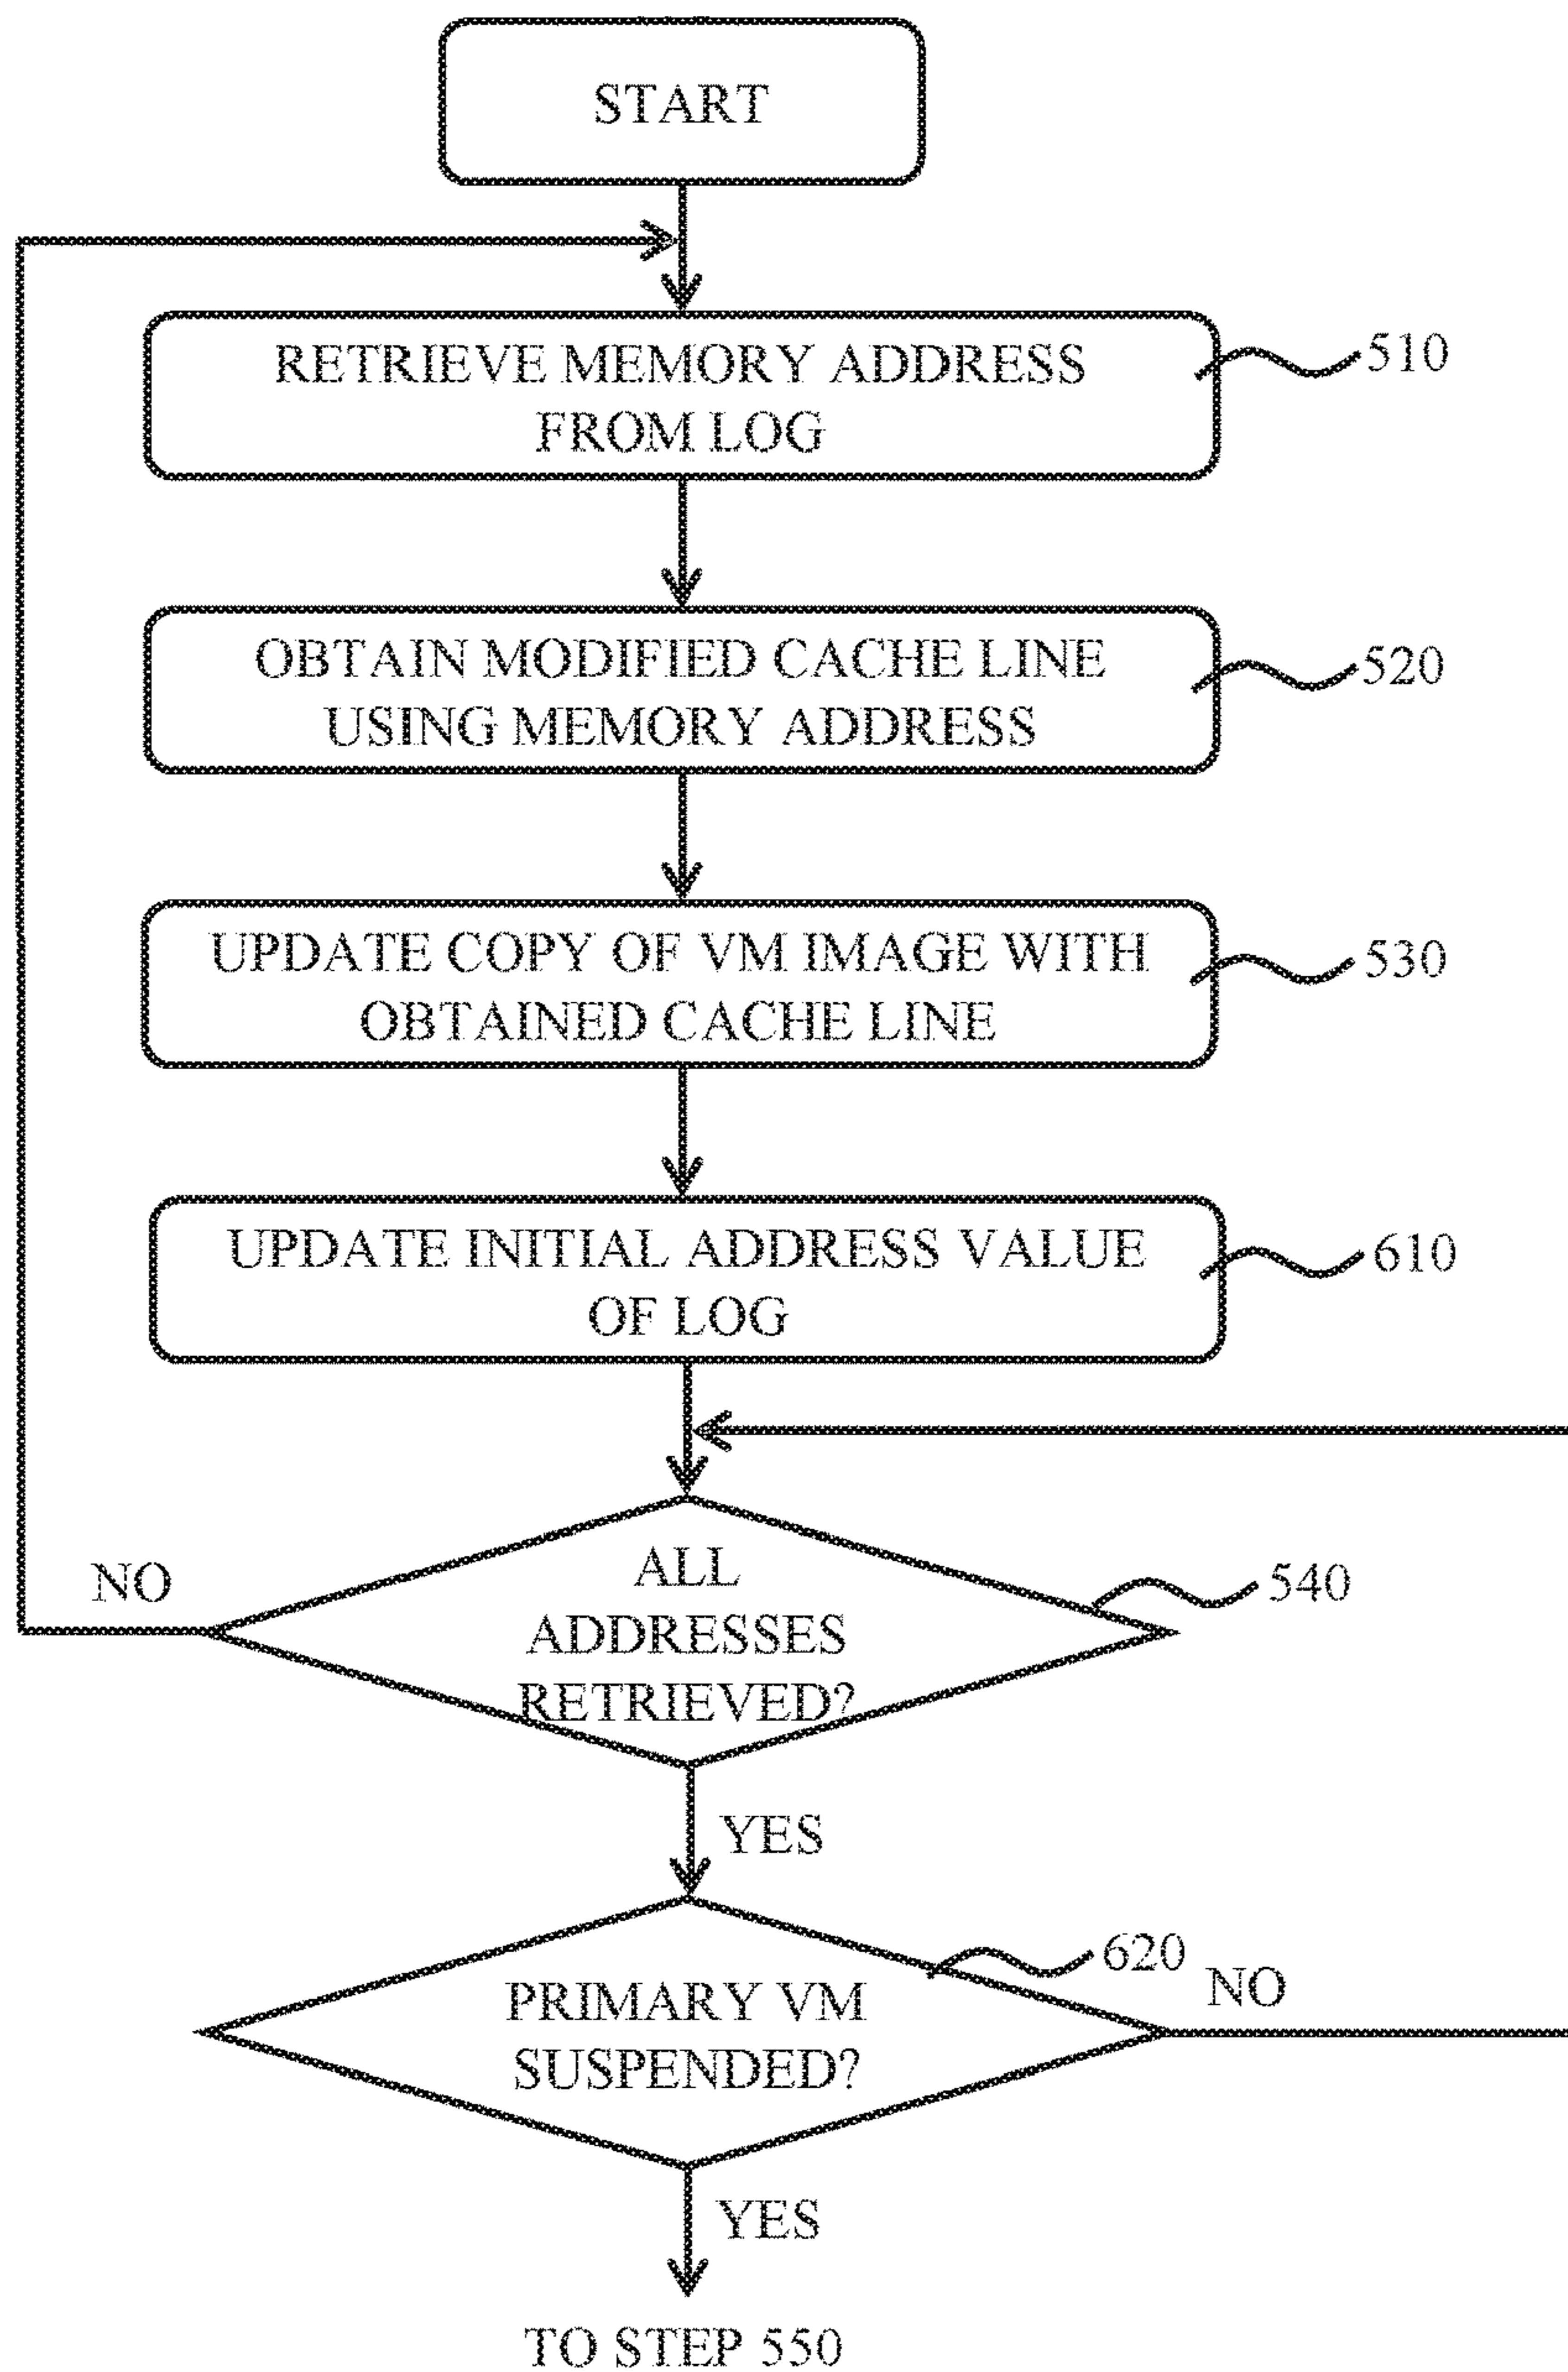 START
RETRIEVE MEMORY ADDRESS
FROM LOG
510
OBTAIN MODIFIED CACHE LINE
USING MEMORY ADDRESS
520
UPDATE COPY OF VM IMAGE WITH
OBTAINED CACHE LINE
530
UPDATE INITIAL ADDRESS VALUE
OF LOG
610
NO
ALL
ADDRESSES
RETRIEVED?
540
YES
PRIMARY VM
SUSPENDED?
620
NO
YES
TO STEP 550